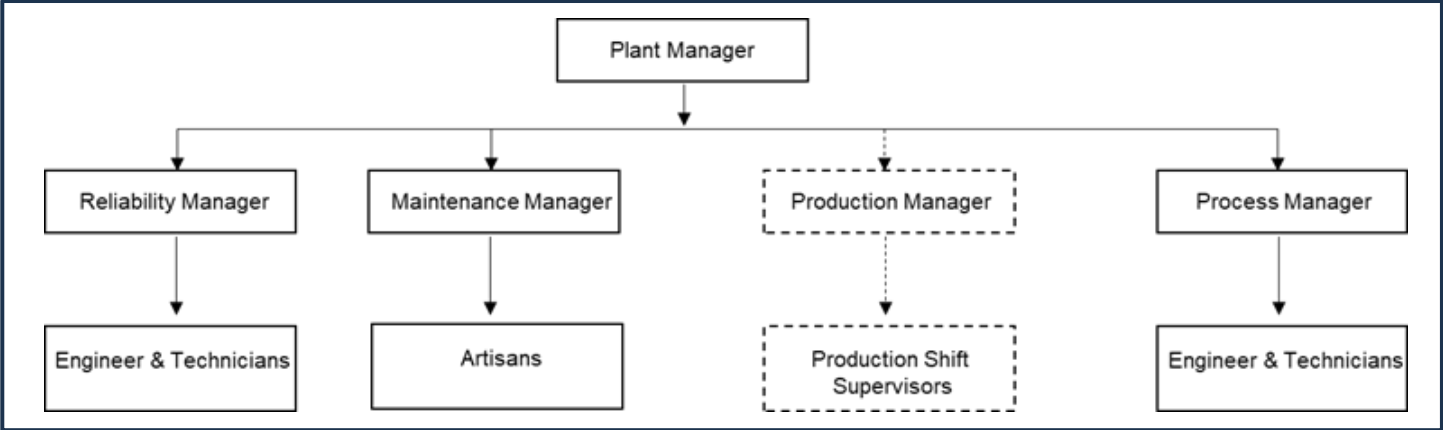 Plant Manager
Reliability Manager
Maintenance Manager
Production Manager
Process Manager
Engineer & Technicians
Artisans
Production Shift
Supervisors
Engineer & Technicians